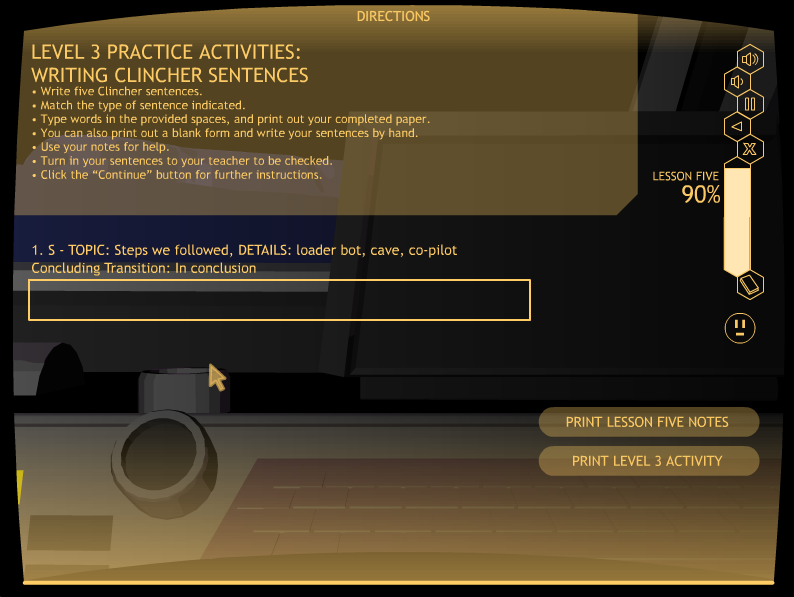 DIRECTIONS
LEVEL 3 PRACTICE ACTIVITIES:
WRITING CLINCHER SENTENCES
• Write five Clincher sentences.
• Match the type of sentence indicated.
• Type words in the provided spaces, and print out your completed paper.
• You can also print out a blank form and write your sentences by hand.
• Use your notes for help.
• Turn in your sentences to your teacher to be checked.
• Click the “Continue” button for further instructions.
X
LESSON FIVE
90%
1. S - TOPIC: Steps we followed, DETAILS: loader bot, cave, co-pilot
Concluding Transition: In conclusion
PRINT LESSON FIVE NOTES
PRINT LEVEL 3 ACTIVITY